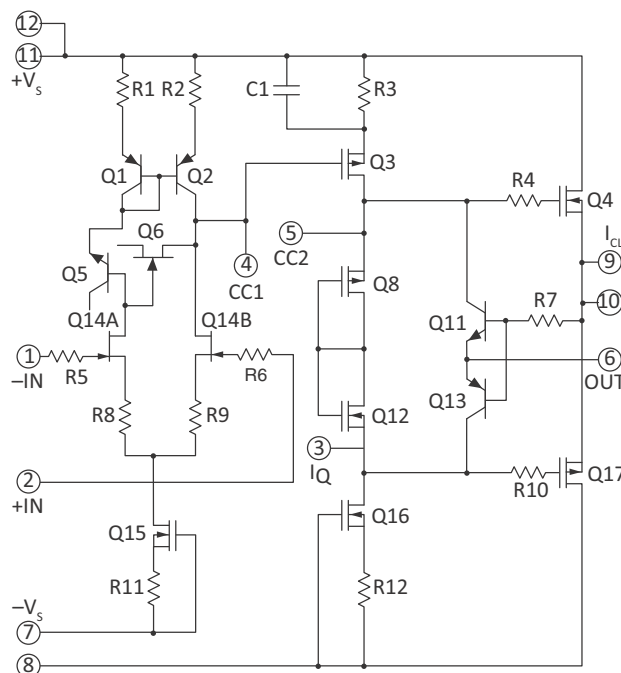 12
11
+Vs
R1
R2
C1
R3
Q1
Q2
Q3
R4
Q4
Q6
5
CC2
4
CC1
ICL
9
Q5
Q8
10
Q14A
Q14B
Q11
R7
1
–IN
R5
R6
6
OUT
R8
R9
Q12
Q13
3
IQ
2
+IN
R10
Q17
Q15
Q16
R11
R12
–Vs
7
8